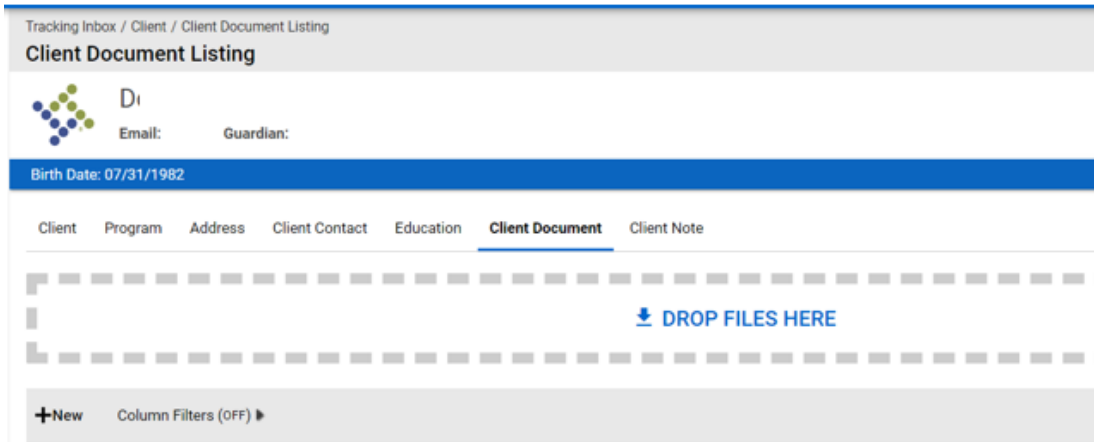 Tracking Inbox / Client / Client Document Listing
Client Document Listing
Email: Guardian:
Birth Date: 07/31/1982
Client Program Address Client Contact Education Client Document Client Note
DROP FILES HERE
+New Column Filters (OFF)